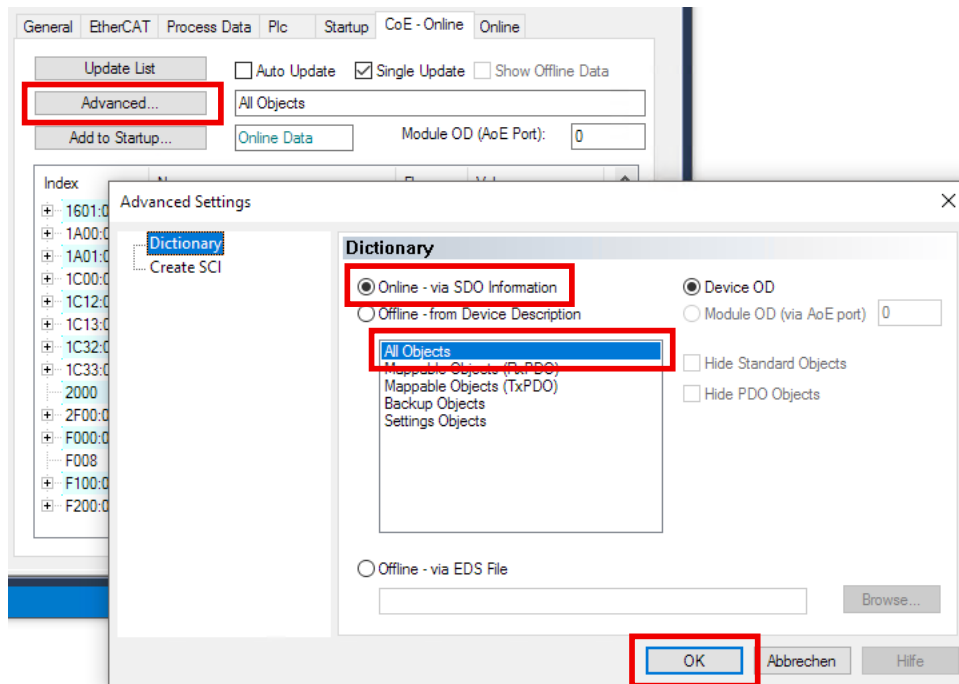 General EtherCAT Process Data Plc Startup CoE - Online Online
Update List Auto Update Single Update Show Offline Data
Advanced... All Objects
Add to Startup... Online Data Module OD (AoE Port): 0
Index
Advanced Settings
1601:0
1A00:0
1A01:0
1C00:0
1C12:0
1C13:0
1C32:0
1C33:0
2000
2F00:0
F000:0
F008
F100:0
F200:0
Dictionary
Create SCI
Dictionary
Online - via SDO Information Device OD
Offline - from Device Description Module OD (via AoE port) 0
All Objects
Mappable Objects (RxPDO)
Mappable Objects (TxPDO)
Backup Objects
Settings Objects
Hide Standard Objects
Hide PDO Objects
Offline - via EDS File
Browse...
OK Abbrechen Hilfe